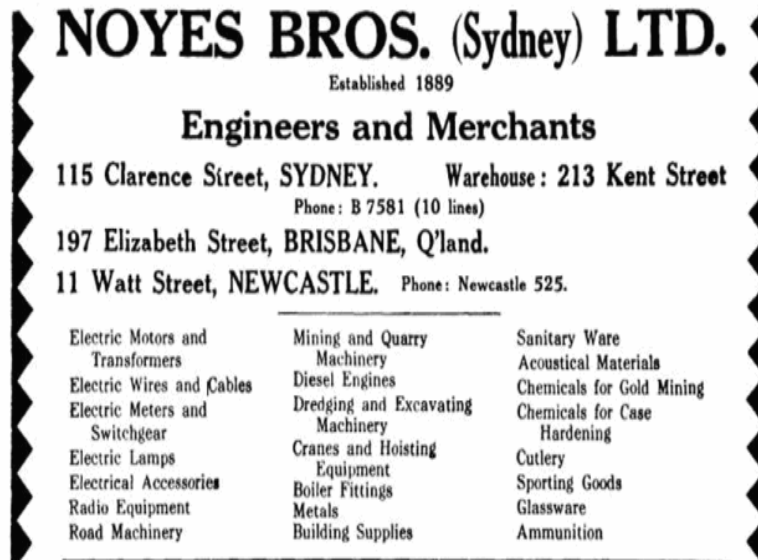 NOYES BROS. (Sydney) LTD.
Established 1889
Engineers and Merchants
115 Clarence Street, SYDNEY. Warehouse: 213 Kent Street
Phone: B 7581 (10 lines)
197 Elizabeth Street, BRISBANE, Q'land.
11 Watt Street, NEWCASTLE. Phone: Newcastle 525.
Electric Motors and
Transformers
Electric Wires and Cables
Electric Meters and
Switchgear
Electric Lamps
Electrical Accessories
Radio Equipment
Road Machinery
Mining and Quarry
Machinery
Diesel Engines
Dredging and Excavating
Machinery
Cranes and Hoisting
Equipment
Boiler Fittings
Metals
Building Supplies
Sanitary Ware
Acoustical Materials
Chemicals for Gold Mining
Chemicals for Case
Hardening
Cutlery
Sporting Goods
Glassware
Ammunition